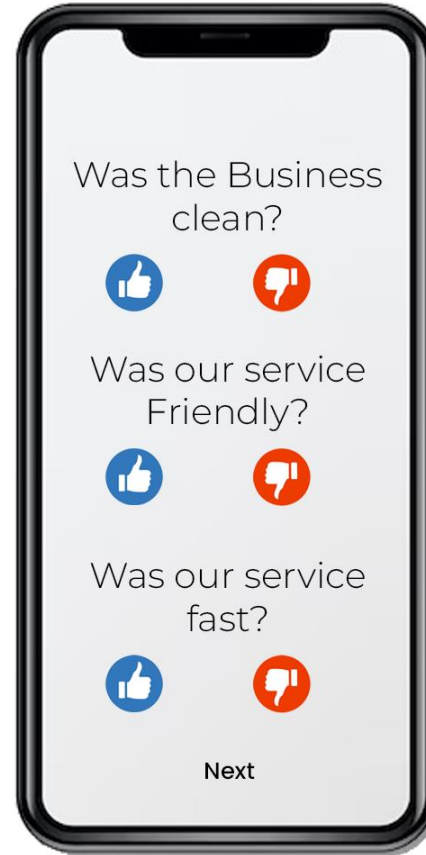 Was the Business
clean?
Was our service
Friendly?
Was our service
fast?
Next